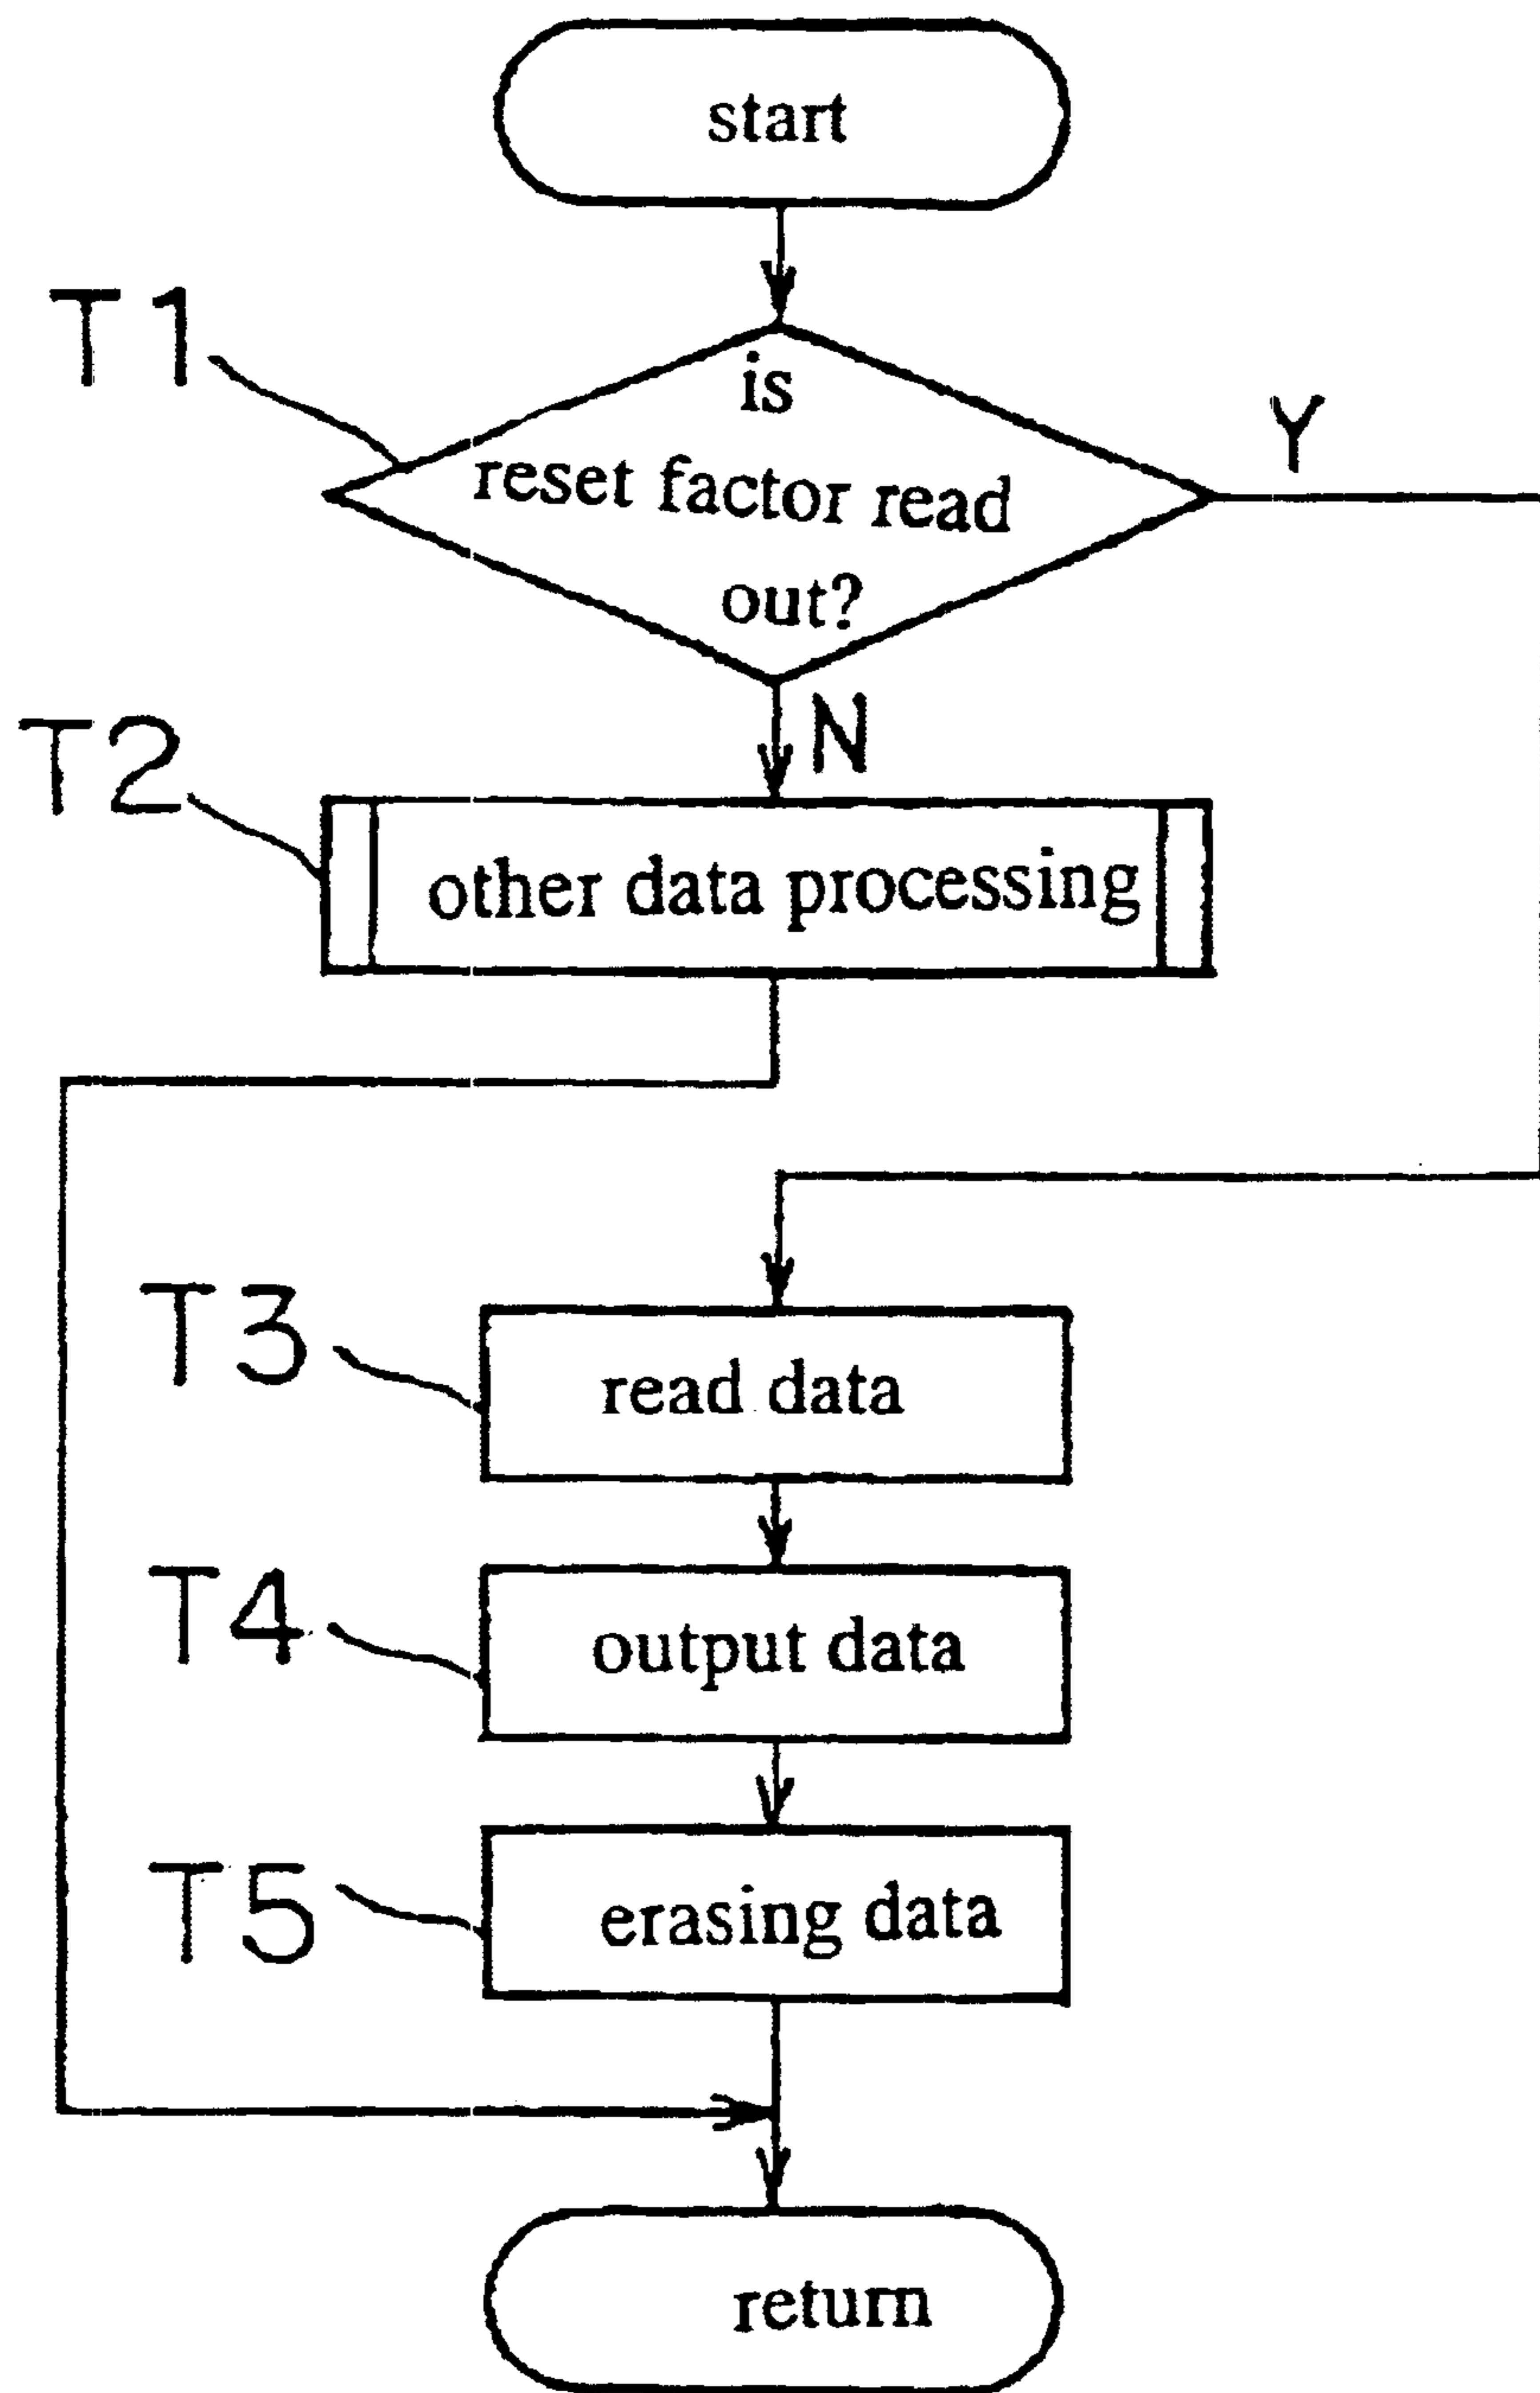 start
T1
is
reset factor read
out?
Y
N
T2
other data processing
T3
read data
T4
output data
T5
erasing data
return